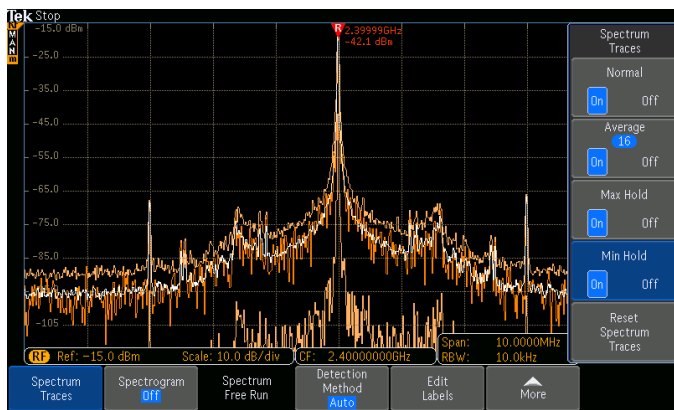 Tek Stop
RF
M
A
N
m
-15.0 dBm
-25.0
-35.0
-45.0
-55.0
-65.0
-75.0
-85.0
-105
R
2.39999GHz
-42.1 dBm
Spectrum
Traces
Normal
On Off
Average
16
On Off
Max Hold
On Off
Min Hold
On Off
Reset
Spectrum
Traces
RF Ref: -15.0 dBm Scale: 10.0 dB/div CF: 2.400000000GHz
Span: 10.0000MHz
RBW: 10.0kHz
Spectrum
Traces
Spectrogram
Off
Spectrum
Free Run
Detection
Method
Auto
Edit
Labels
More